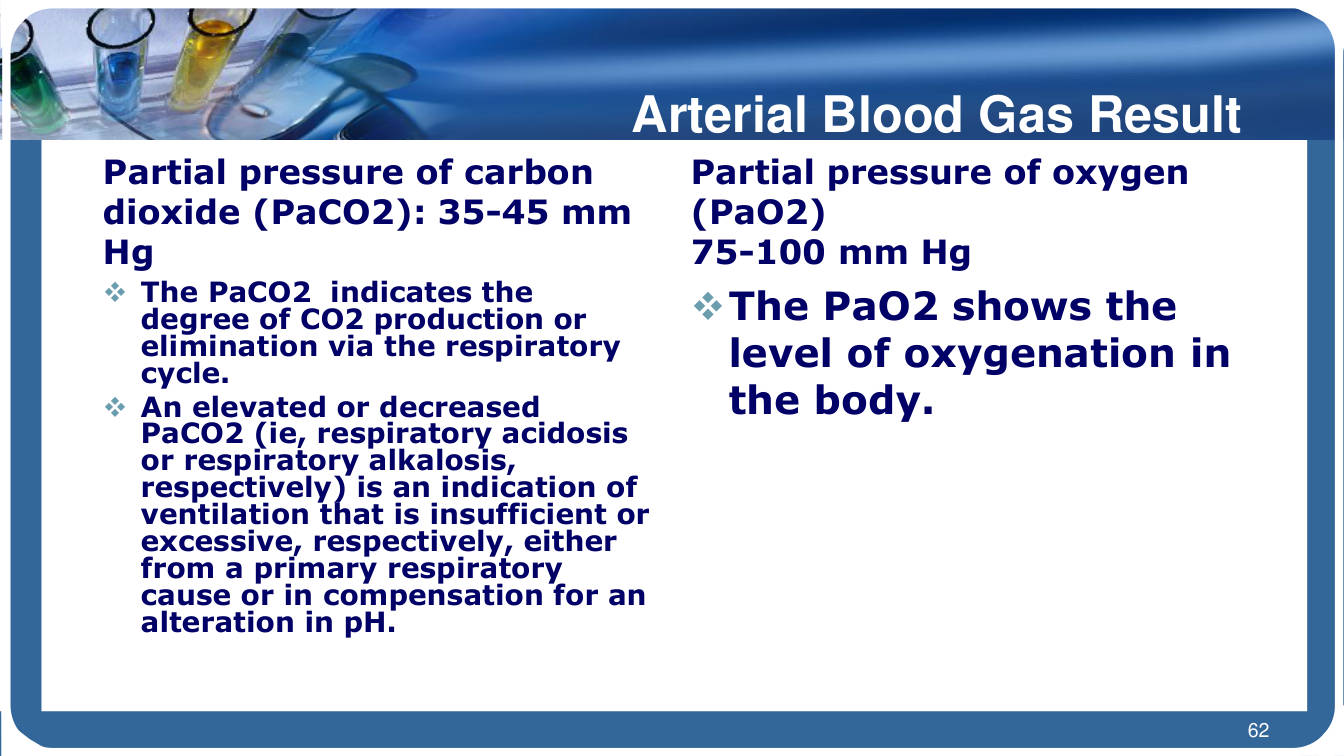 Arterial Blood Gas Result
Partial pressure of carbon
dioxide (PaCO2): 35-45 mm
Hg
❖ The PaCO2  indicates the
degree of CO2 production or
elimination via the respiratory
cycle.
❖ An elevated or decreased
PaCO2 (ie, respiratory acidosis
or respiratory alkalosis,
respectively) is an indication of
ventilation that is insufficient or
excessive, respectively, either
from a primary respiratory
cause or in compensation for an
alteration in pH.
Partial pressure of oxygen
(PaO2)
75-100 mm Hg
❖ The PaO2 shows the
level of oxygenation in
the body.
62